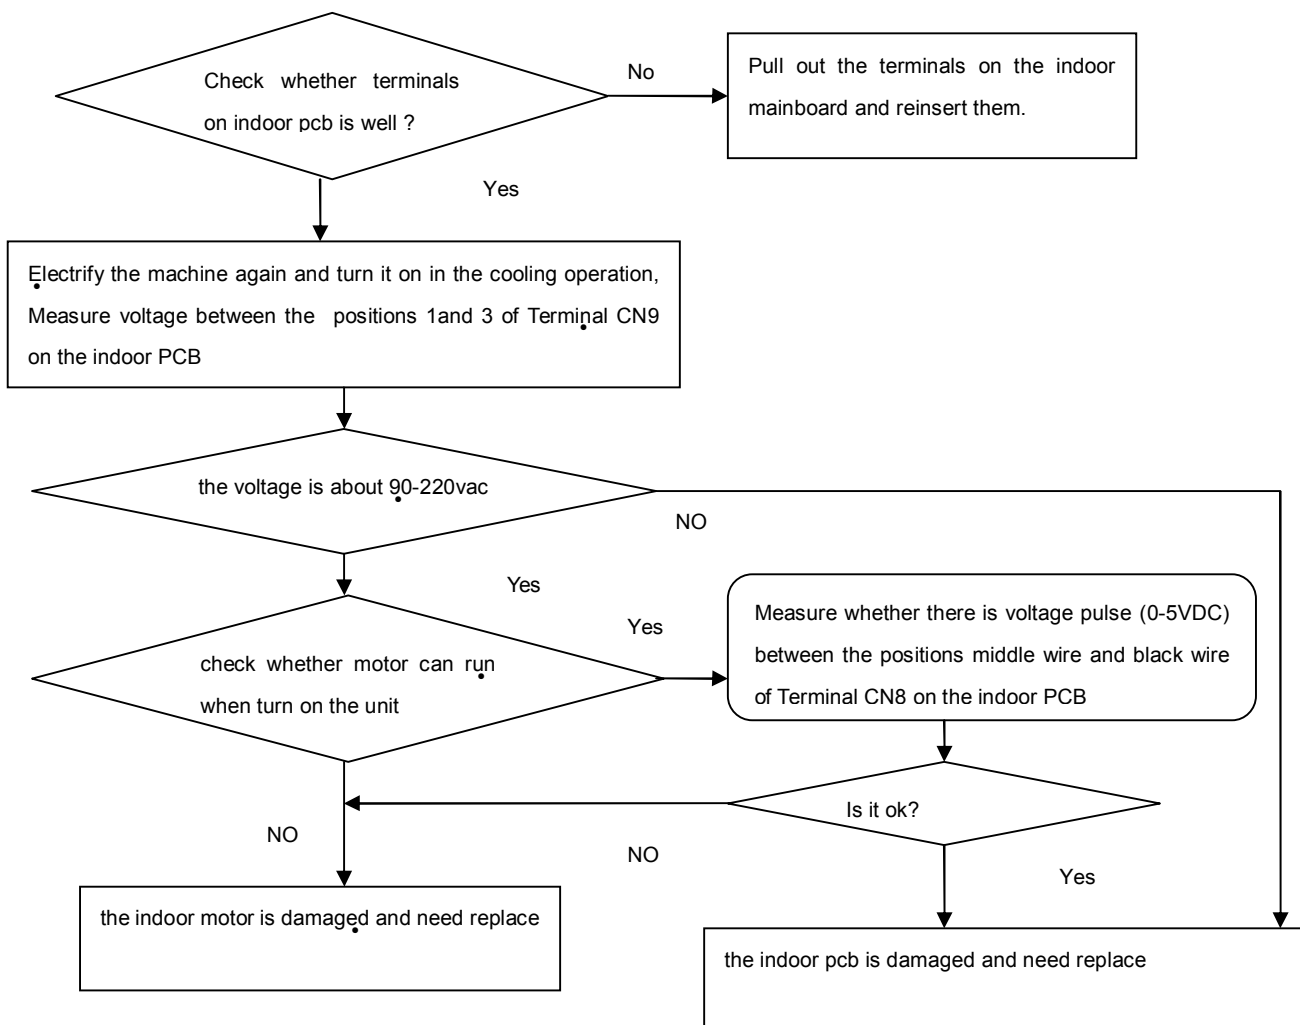 Check whether terminals
on indoor pcb is well ?
No
Pull out the terminals on the indoor
mainboard and reinsert them.
Yes
Electrify the machine again and turn it on in the cooling operation,
Measure voltage between the positions 1and 3 of Terminal CN9
on the indoor PCB
the voltage is about 90-220vac
NO
Yes
check whether motor can run
when turn on the unit
Yes
Measure whether there is voltage pulse (0-5VDC)
between the positions middle wire and black wire
of Terminal CN8 on the indoor PCB
Is it ok?
NO
NO
Yes
the indoor motor is damaged and need replace
the indoor pcb is damaged and need replace